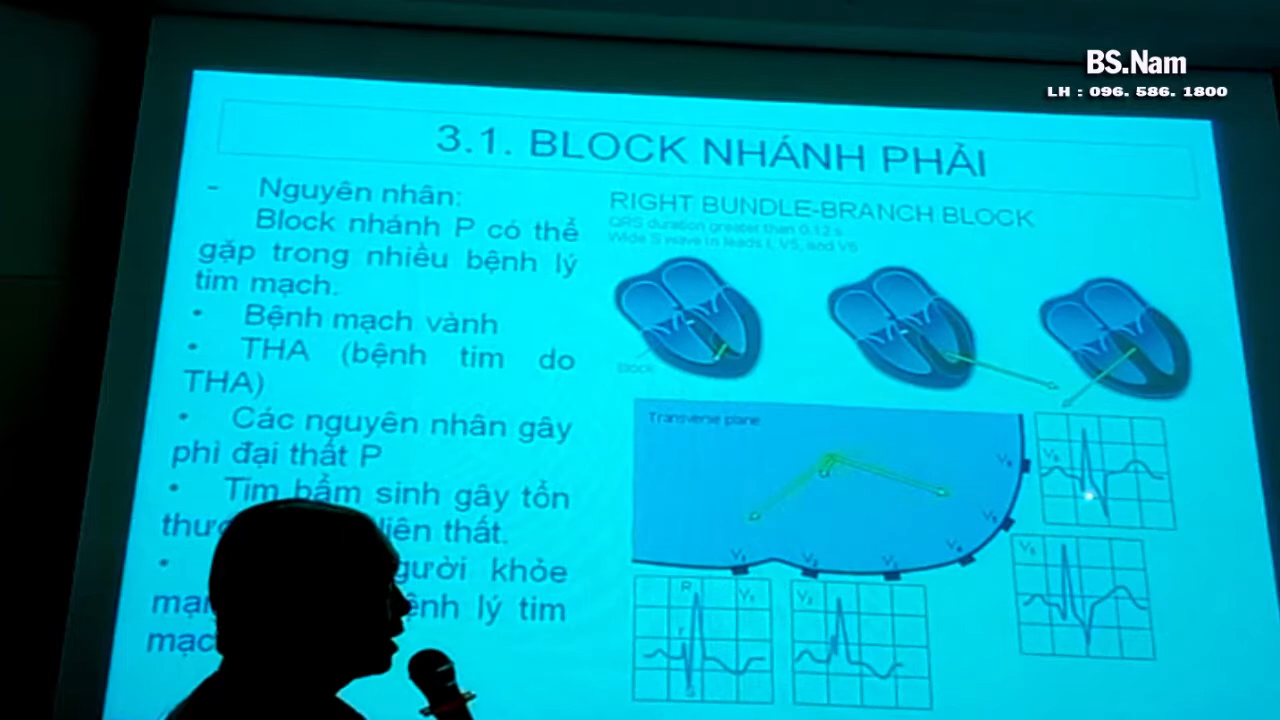 BS.Nam
LH : 096. 586. 1800
3.1. BLOCK NHÁNH PHẢI
- Nguyên nhân:
Block nhánh P có thể
gặp trong nhiều bệnh lý
tim mạch.
• Bệnh mạch vành
• THA (bệnh tim do
THA)
• Các nguyên nhân gây
phì đại thất P
• Tim bẩm sinh gây tổn
liên thất.
•
khỏe
lý tim
RIGHT BUNDLE-BRANCH BLOCK
QRS duration greater than 0.12 s
Wide S wave in leads I, V5, and V6
Block
Transverse plane
V6
V5
V4
V3
V2
V1
V6
V5
R V1
r
S
V2